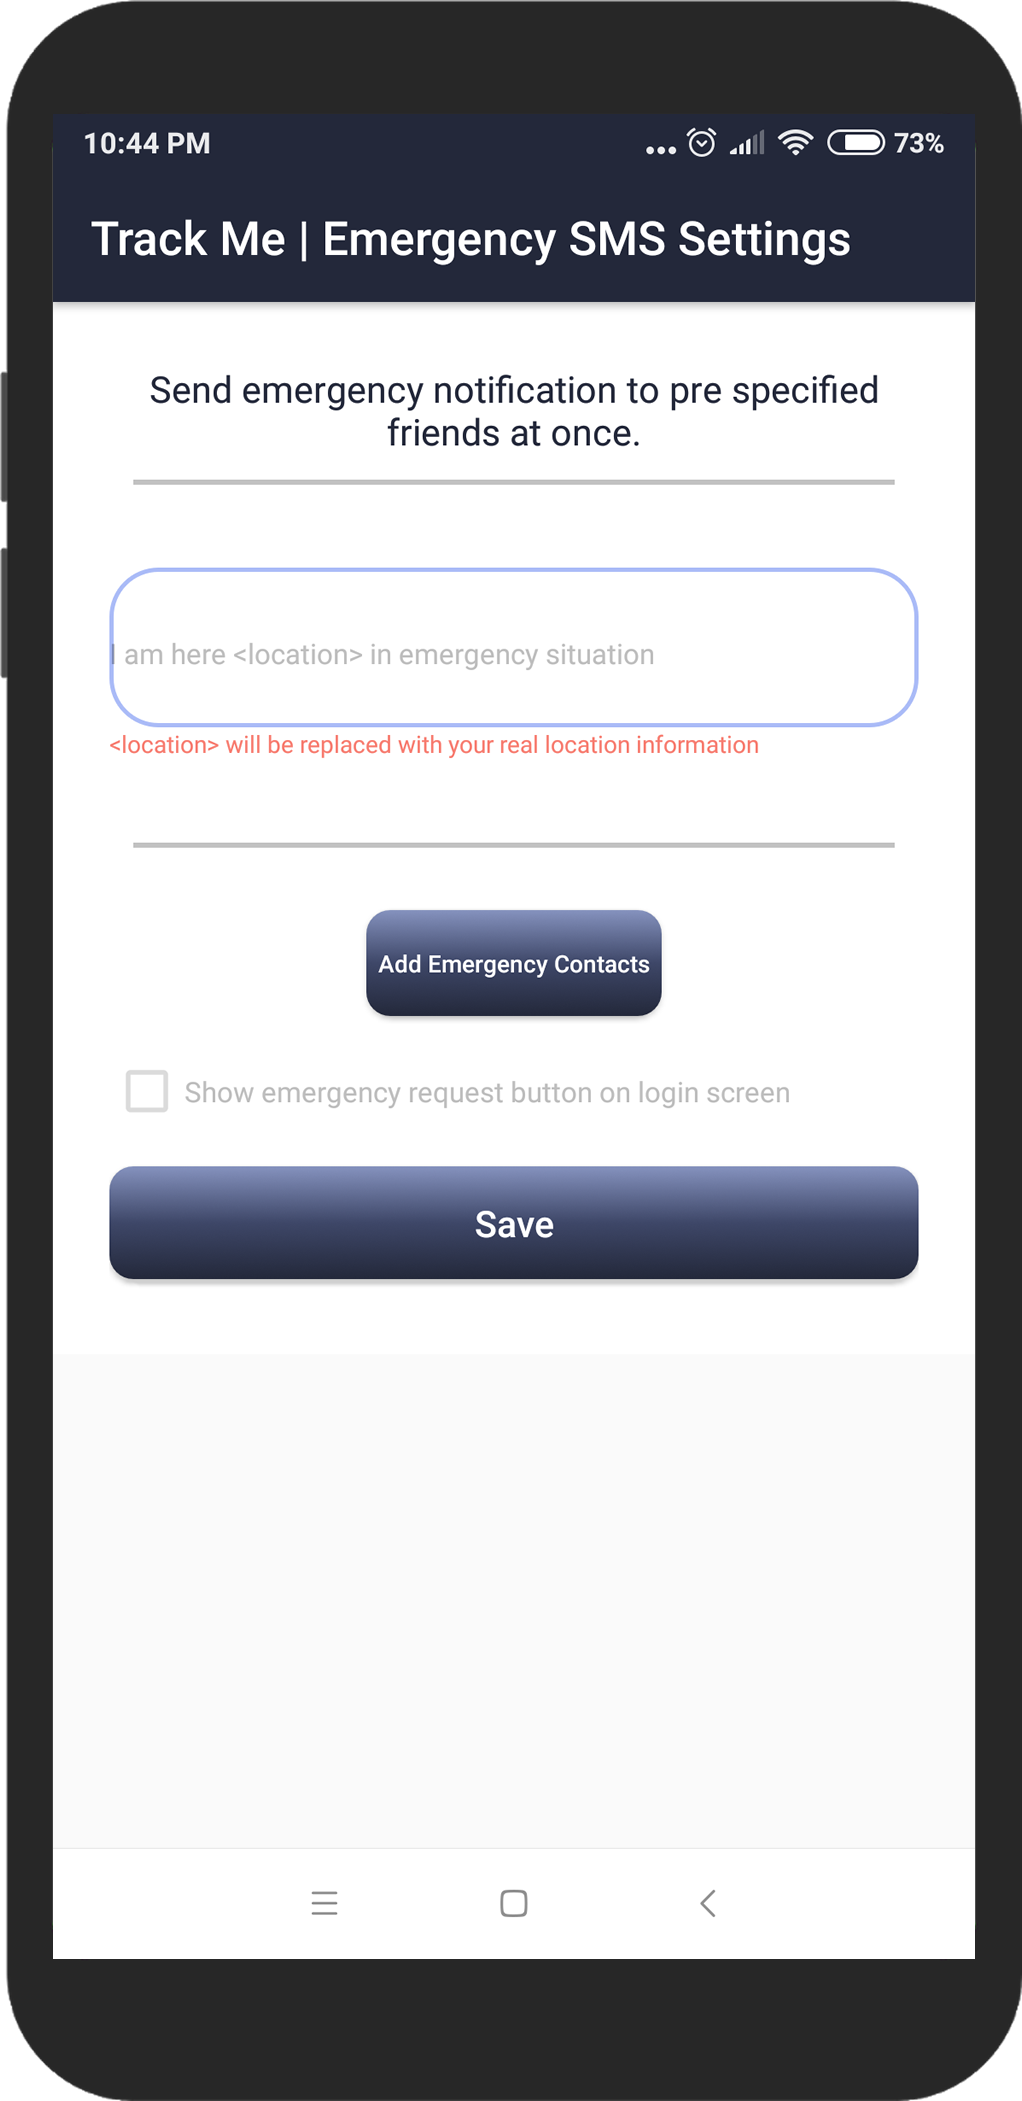 10:44 PM
73%
Track Me | Emergency SMS Settings
Send emergency notification to pre specified
friends at once.
I am here <location> in emergency situation
<location> will be replaced with your real location information
Add Emergency Contacts
Show emergency request button on login screen
Save